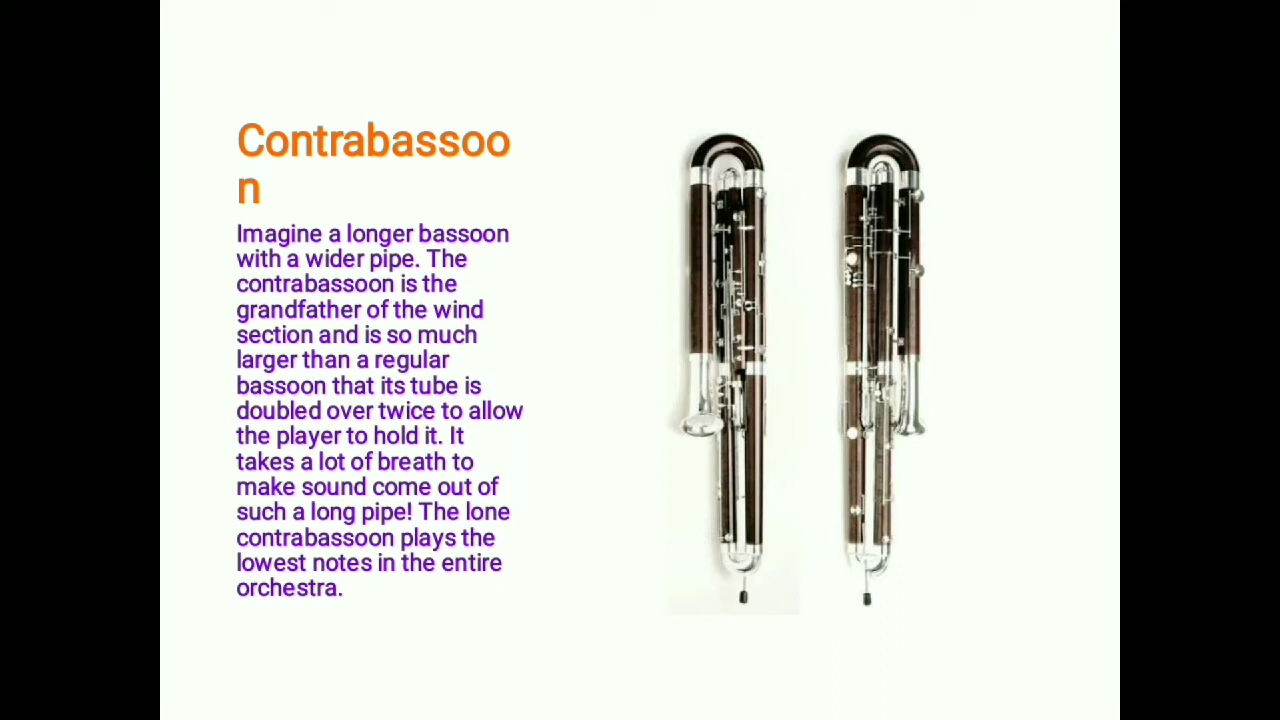 Contrabassoo
n
Imagine a longer bassoon
with a wider pipe. The
contrabassoon is the
grandfather of the wind
section and is so much
larger than a regular
bassoon that its tube is
doubled over twice to allow
the player to hold it. It
takes a lot of breath to
make sound come out of
such a long pipe! The lone
contrabassoon plays the
lowest notes in the entire
orchestra.